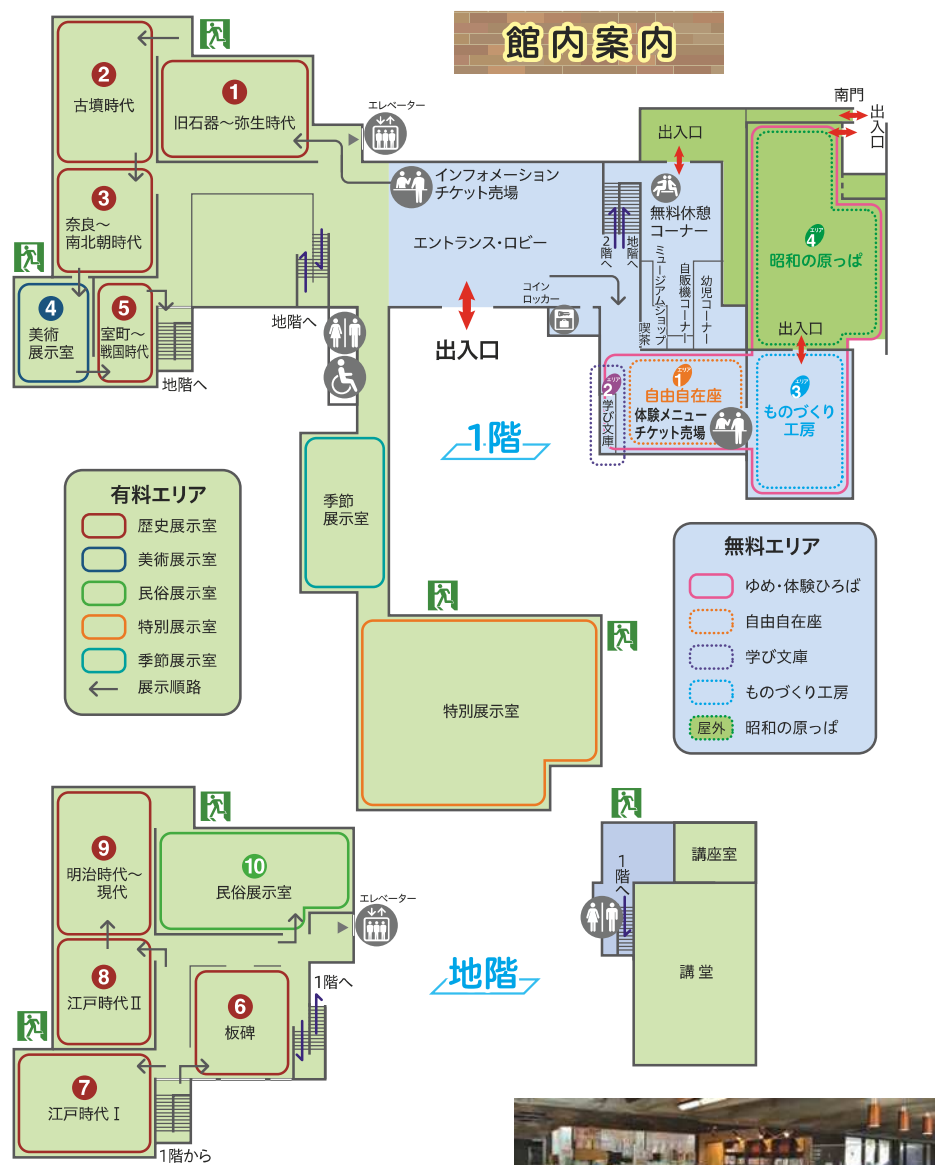 館内案内
2
古墳時代
1
旧石器～弥生時代
エレベーター
3
奈良～
南北朝時代
4
美術
展示室
5
室町～
戦国時代
地階へ
地階へ
インフォメーション
チケット売場
エントランス・ロビー
出入口
コイン
ロッカー
出入口
無料休憩
コーナー
2階へ
地階へ
ミュージアムショップ
喫茶
自販機コーナー
幼児コーナー
南門
出入口
エリア
4
昭和の原っぱ
出入口
エリア
3
ものづくり
工房
エリア
1
自由自在座
体験メニュー
チケット売場
エリア
2
学び文庫
1階
季節
展示室
特別展示室
有料エリア
歴史展示室
美術展示室
民俗展示室
特別展示室
季節展示室
展示順路
無料エリア
ゆめ・体験ひろば
自由自在座
学び文庫
ものづくり工房
屋外
昭和の原っぱ
9
明治時代～
現代
10
民俗展示室
エレベーター
8
江戸時代Ⅱ
6
板碑
1階へ
7
江戸時代Ⅰ
1階から
地階
1階へ
講座室
講堂